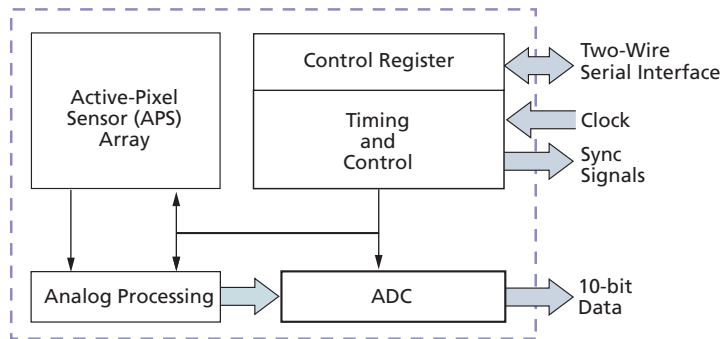 Active-Pixel
Sensor (APS)
Array
Control Register
Timing
and
Control
Two-Wire
Serial Interface
Clock
Sync
Signals
Analog Processing
ADC
10-bit
Data